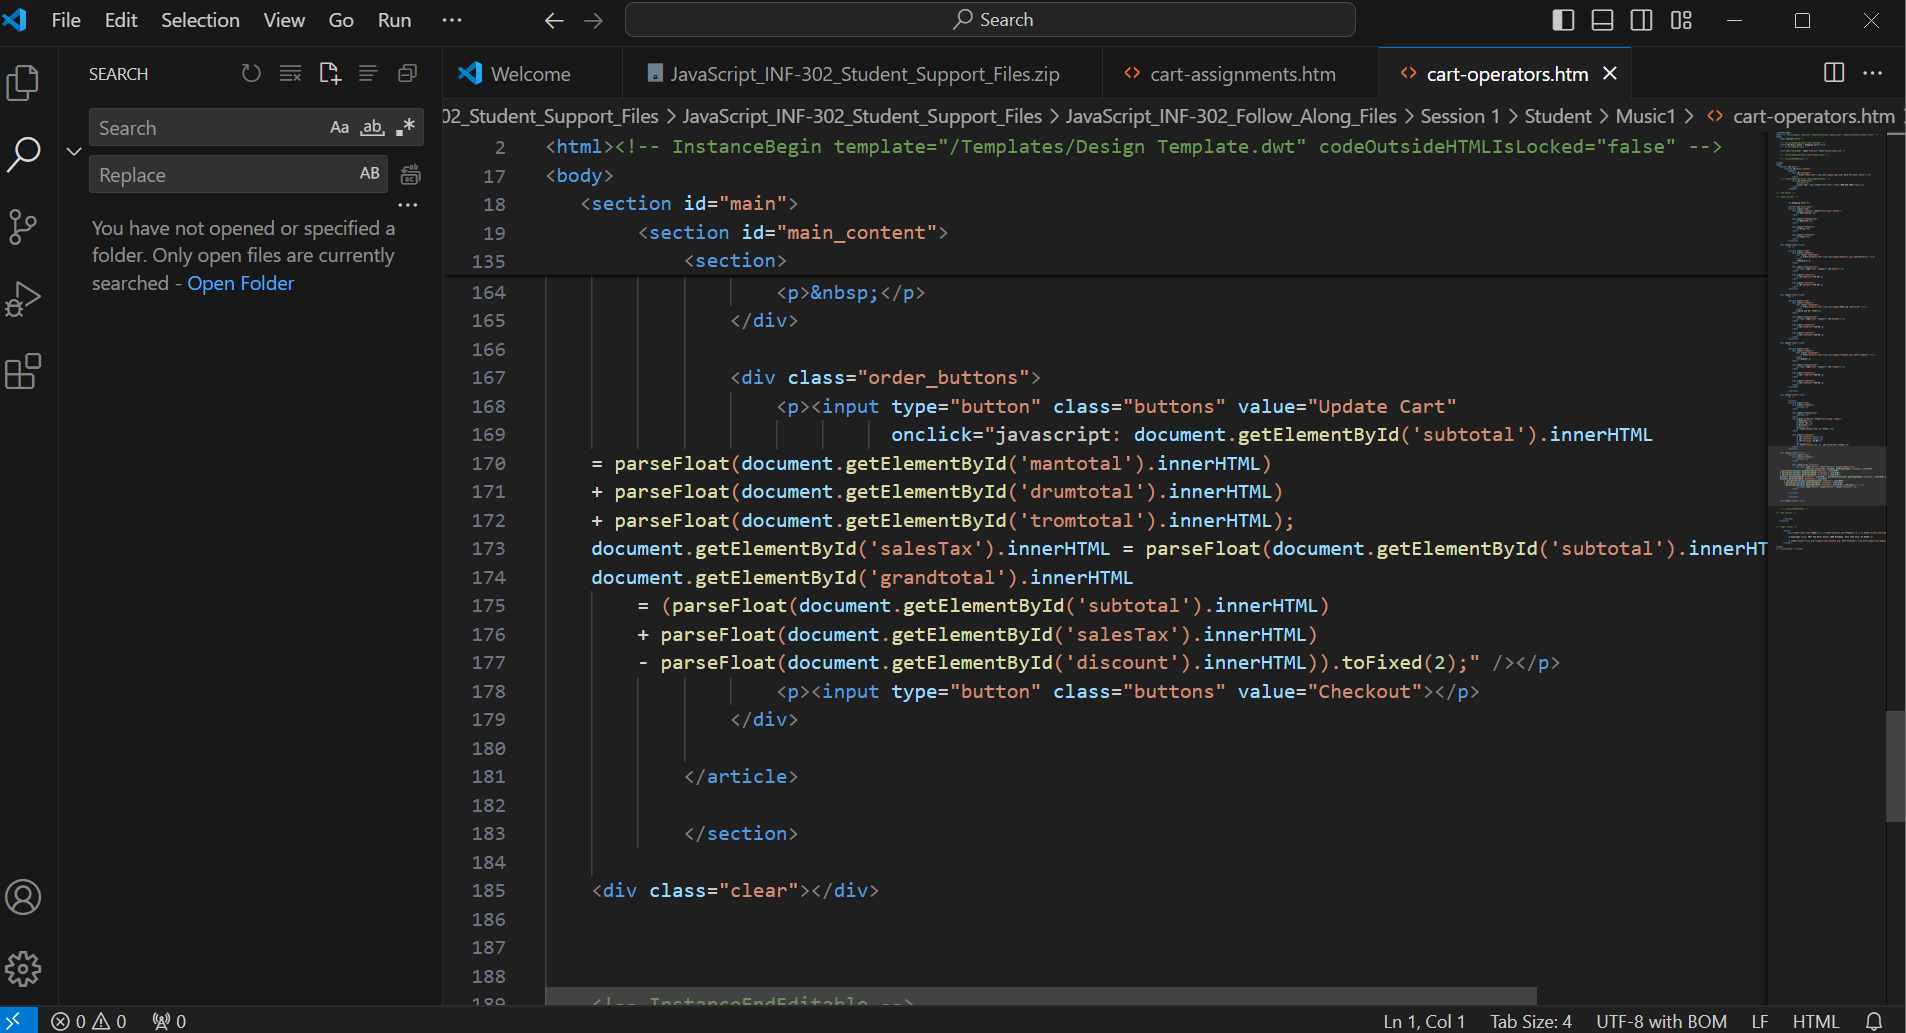 File Edit Selection View Go Run ··· Search
SEARCH
Search Aa ab .*
Replace AB
You have not opened or specified a
folder. Only open files are currently
searched - Open Folder
Welcome JavaScript_INF-302_Student_Support_Files.zip cart-assignments.htm cart-operators.htm
02_Student_Support_Files > JavaScript_INF-302_Student_Support_Files > JavaScript_INF-302_Follow_Along_Files > Session 1 > Student > Music1 > cart-operators.htm
2 <html><!-- InstanceBegin template="/Templates/Design Template.dwt" codeOutsideHTMLIsLocked="false" -->
17 <body>
18 <section id="main">
19 <section id="main_content">
135 <section>
164 <p>&nbsp;</p>
165 </div>
166
167 <div class="order_buttons">
168 <p><input type="button" class="buttons" value="Update Cart"
169 onclick="javascript: document.getElementById('subtotal').innerHTML
170 = parseFloat(document.getElementById('mantotal').innerHTML)
171 + parseFloat(document.getElementById('drumtotal').innerHTML)
172 + parseFloat(document.getElementById('tromtotal').innerHTML);
173 document.getElementById('salesTax').innerHTML = parseFloat(document.getElementById('subtotal').innerHT
174 document.getElementById('grandtotal').innerHTML
175 = (parseFloat(document.getElementById('subtotal').innerHTML)
176 + parseFloat(document.getElementById('salesTax').innerHTML)
177 - parseFloat(document.getElementById('discount').innerHTML)).toFixed(2);" /></p>
178 <p><input type="button" class="buttons" value="Checkout"></p>
179 </div>
180
181 </article>
182
183 </section>
184
185 <div class="clear"></div>
186
187
188
189 <!-- InstanceEndEditable -->
0 0 0 Ln 1, Col 1 Tab Size: 4 UTF-8 with BOM LF HTML